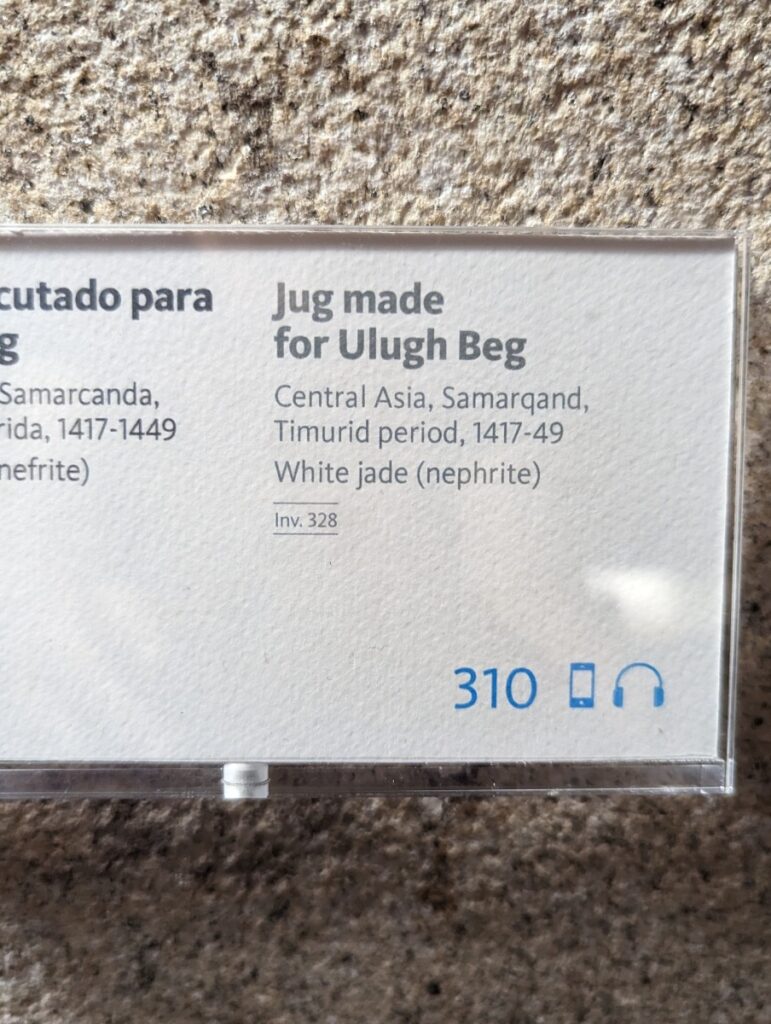 cutado para
g
Samarcanda,
rida, 1417-1449
nefrite)
Jug made
for Ulugh Beg
Central Asia, Samarqand,
Timurid period, 1417-49
White jade (nephrite)
Inv. 328
310